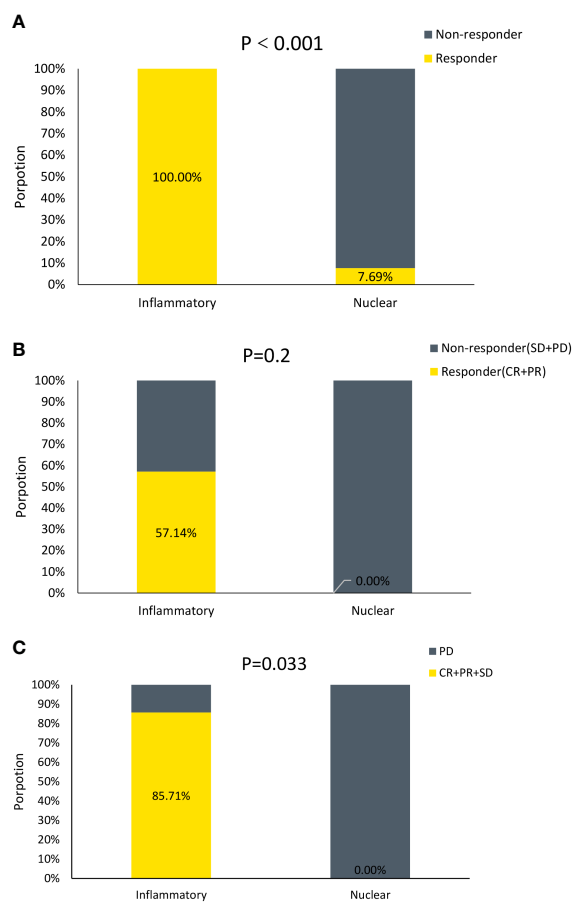 A
P < 0.001
Non-responder
Responder
100%
90%
80%
70%
60%
50%
40%
30%
20%
10%
0%
Porpotion
100.00%
7.69%
Inflammatory
Nuclear
B
P=0.2
Non-responder(SD+PD)
Responder(CR+PR)
100%
90%
80%
70%
60%
50%
40%
30%
20%
10%
0%
Porpotion
57.14%
0.00%
Inflammatory
Nuclear
C
P=0.033
PD
CR+PR+SD
100%
90%
80%
70%
60%
50%
40%
30%
20%
10%
0%
Porpotion
85.71%
0.00%
Inflammatory
Nuclear